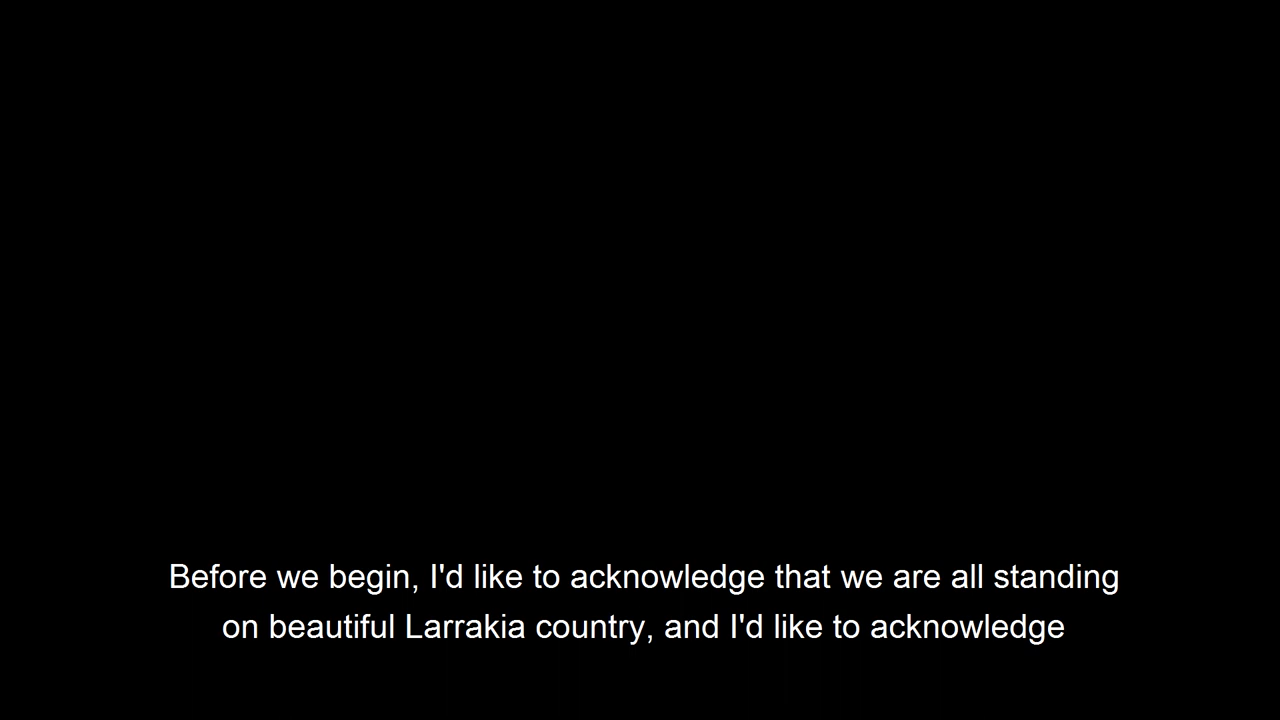 Before we begin, I'd like to acknowledge that we are all standing
on beautiful Larrakia country, and I'd like to acknowledge